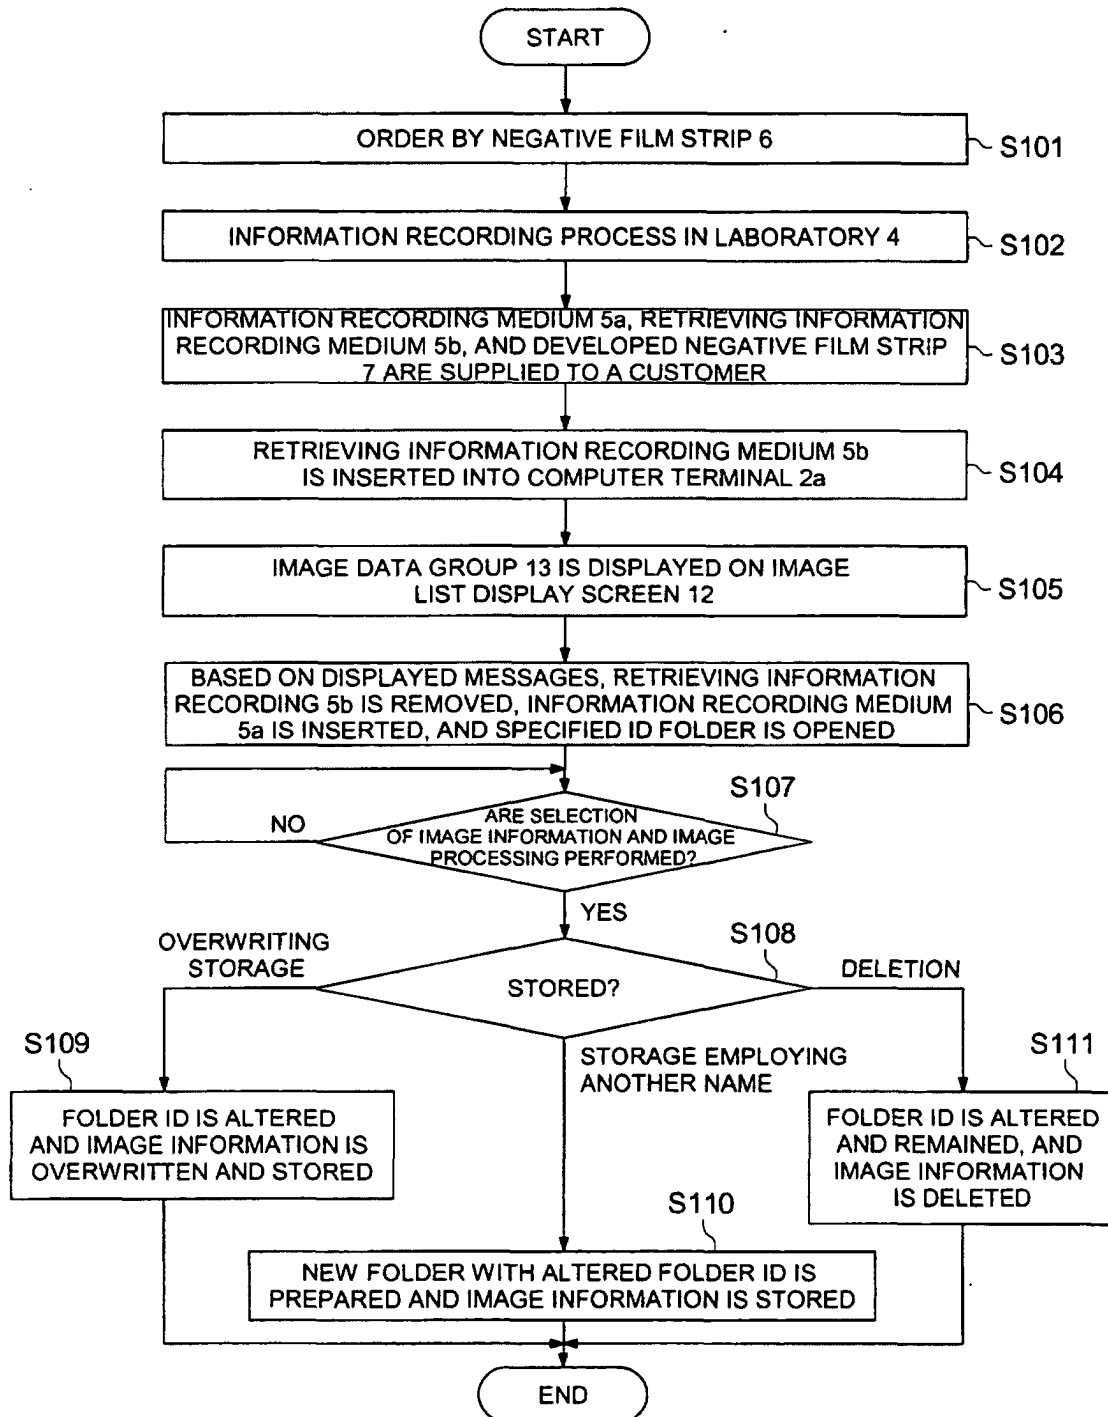 START
ORDER BY NEGATIVE FILM STRIP 6
S101
INFORMATION RECORDING PROCESS IN LABORATORY 4
S102
INFORMATION RECORDING MEDIUM 5a, RETRIEVING INFORMATION
RECORDING MEDIUM 5b, AND DEVELOPED NEGATIVE FILM STRIP
7 ARE SUPPLIED TO A CUSTOMER
S103
RETRIEVING INFORMATION RECORDING MEDIUM 5b
IS INSERTED INTO COMPUTER TERMINAL 2a
S104
IMAGE DATA GROUP 13 IS DISPLAYED ON IMAGE
LIST DISPLAY SCREEN 12
S105
BASED ON DISPLAYED MESSAGES, RETRIEVING INFORMATION
RECORDING 5b IS REMOVED, INFORMATION RECORDING MEDIUM
5a IS INSERTED, AND SPECIFIED ID FOLDER IS OPENED
S106
S107
ARE SELECTION
OF IMAGE INFORMATION AND IMAGE
PROCESSING PERFORMED?
NO
YES
S108
STORED?
OVERWRITING
STORAGE
DELETION
STORAGE EMPLOYING
ANOTHER NAME
S109
FOLDER ID IS ALTERED
AND IMAGE INFORMATION IS
OVERWRITTEN AND STORED
S111
FOLDER ID IS ALTERED
AND REMAINED, AND
IMAGE INFORMATION
IS DELETED
S110
NEW FOLDER WITH ALTERED FOLDER ID IS
PREPARED AND IMAGE INFORMATION IS STORED
END